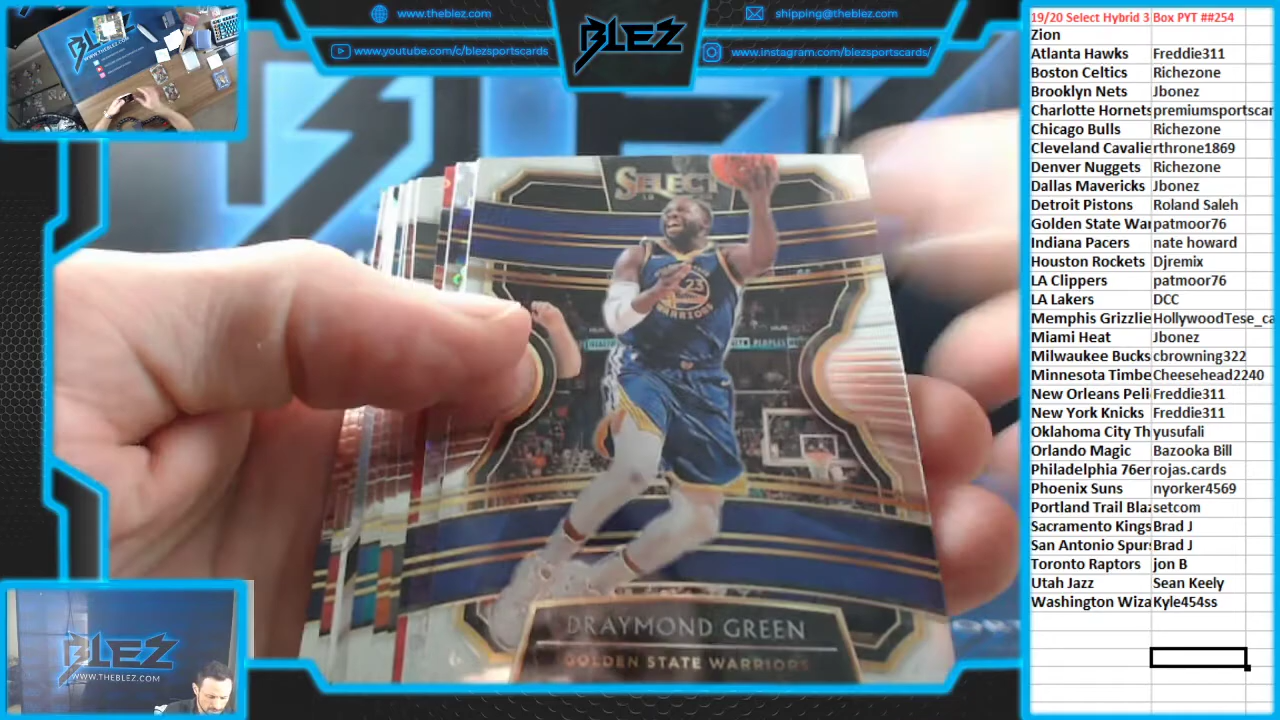 www.theblez.com
www.youtube.com/c/blezsportscards
BLEZ
shipping@theblez.com
www.instagram.com/blezsportscards/
19/20 Select Hybrid 3 Box PYT ##254
Zion
Atlanta Hawks Freddie311
Boston Celtics Richezone
Brooklyn Nets Jbonez
Charlotte Hornets premiumsportscar
Chicago Bulls Richezone
Cleveland Cavalie rthrone1869
Denver Nuggets Richezone
Dallas Mavericks Jbonez
Detroit Pistons Roland Saleh
Golden State War patmoor76
Indiana Pacers nate howard
Houston Rockets Djremix
LA Clippers patmoor76
LA Lakers DCC
Memphis Grizzlie HollywoodTese_ca
Miami Heat Jbonez
Milwaukee Bucks cbrowning322
Minnesota Timbe Cheesehead2240
New Orleans Peli Freddie311
New York Knicks Freddie311
Oklahoma City Th yusufali
Orlando Magic Bazooka Bill
Philadelphia 76er rojas.cards
Phoenix Suns nyorker4569
Portland Trail Blaz setcom
Sacramento Kings Brad J
San Antonio Spurs Brad J
Toronto Raptors jon B
Utah Jazz Sean Keely
Washington Wiza Kyle454ss
SELECT
23
WARRIORS
DRAYMOND GREEN
GOLDEN STATE WARRIORS
BLEZ
WWW.THEBLEZ.COM